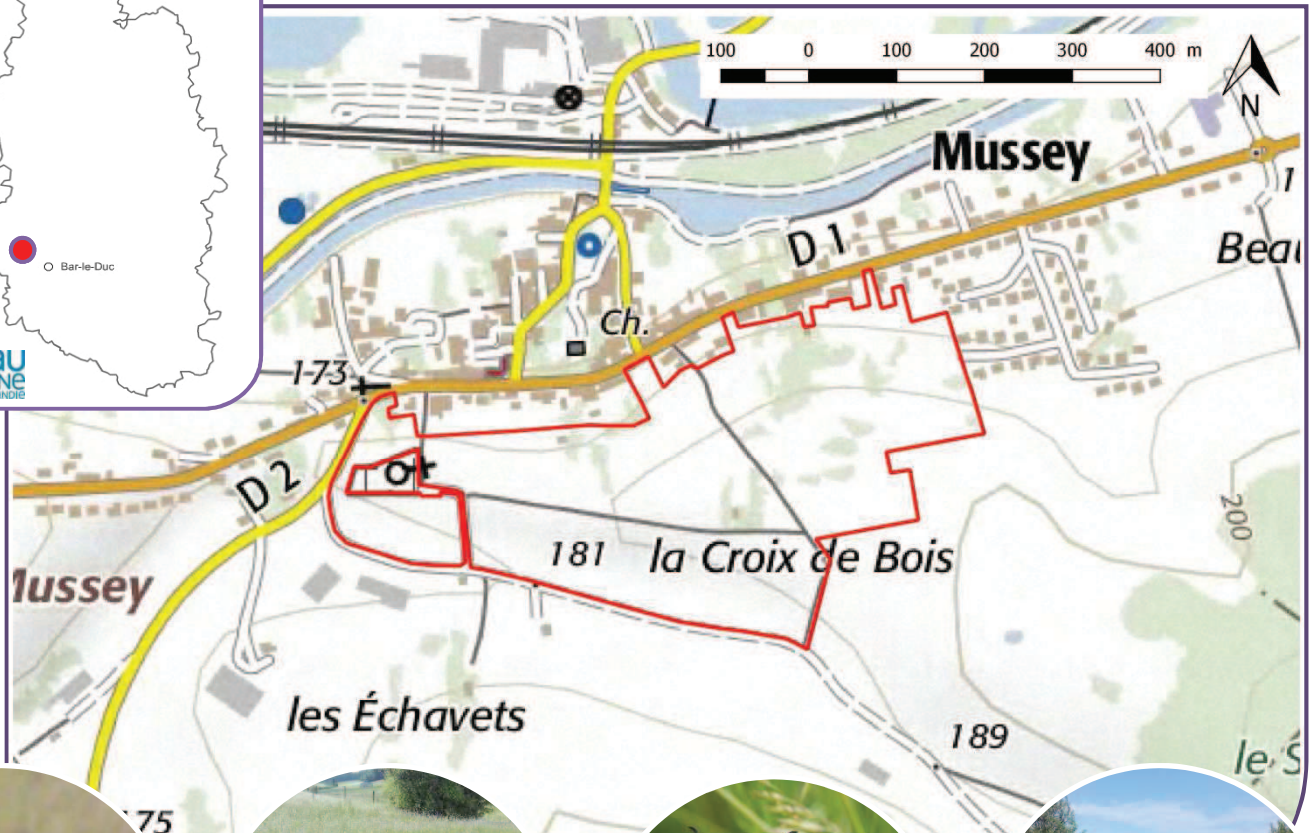 100 0 100 200 300 400 m
N
Mussey
D 1
1
Beau
Bar-le-Duc
Ch.
173
D 2
181 la Croix de Bois
200
Mussey
les Échavets
189
le S
175